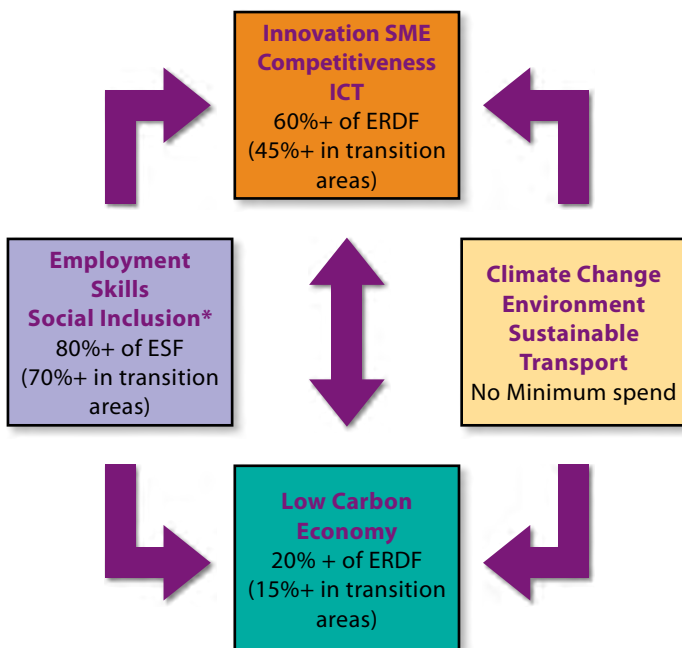 Innovation SME
Competitiveness
ICT
60%+ of ERDF
(45%+ in transition
areas)
Employment
Skills
Social Inclusion*
80%+ of ESF
(70%+ in transition
areas)
Climate Change
Environment
Sustainable
Transport
No Minimum spend
Low Carbon
Economy
20% + of ERDF
(15%+ in transition
areas)